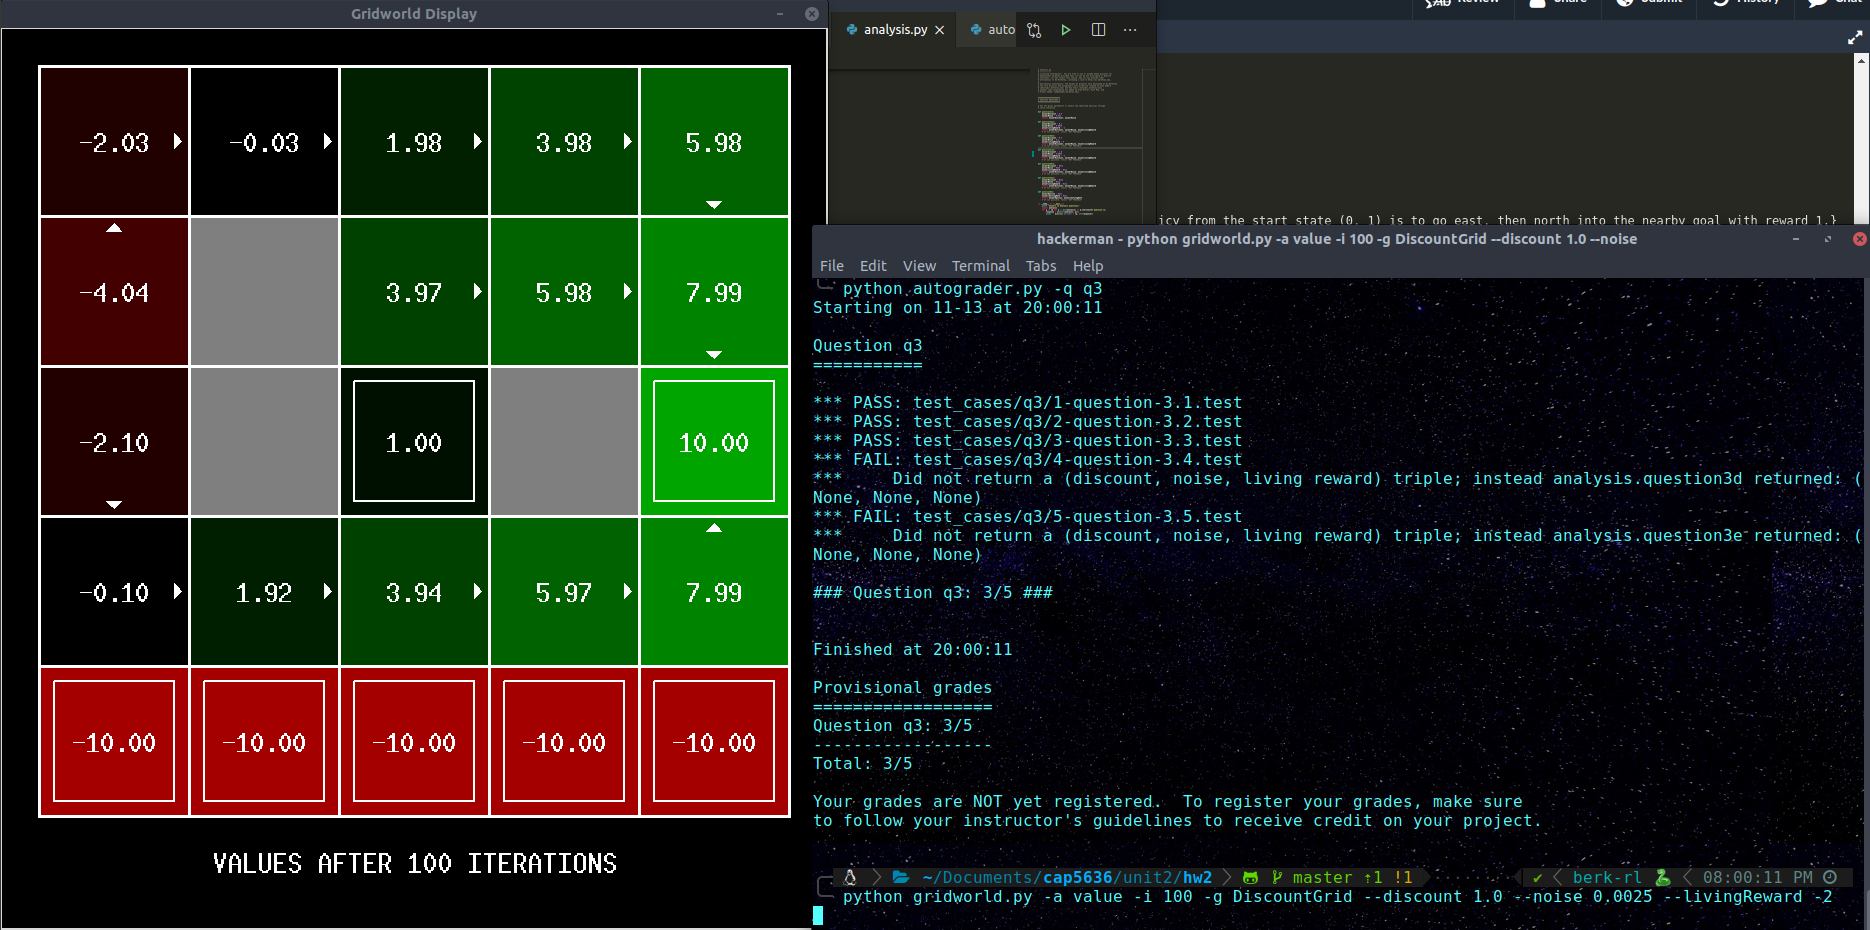 Gridworld Display
-2.03 -0.03 1.98 3.98 5.98
-4.04 3.97 5.98 7.99
-2.10 1.00 10.00
-0.10 1.92 3.94 5.97 7.99
-10.00 -10.00 -10.00 -10.00 -10.00
VALUES AFTER 100 ITERATIONS
analysis.py auto
Review Share Submit History Chat
icy from the start state (0, 1) is to go east, then north into the nearby goal with reward 1.}
hackerman - python gridworld.py -a value -i 100 -g DiscountGrid --discount 1.0 --noise
File Edit View Terminal Tabs Help
python autograder.py -q q3
Starting on 11-13 at 20:00:11
Question q3
===========
*** PASS: test_cases/q3/1-question-3.1.test
*** PASS: test_cases/q3/2-question-3.2.test
*** PASS: test_cases/q3/3-question-3.3.test
*** FAIL: test_cases/q3/4-question-3.4.test
*** Did not return a (discount, noise, living reward) triple; instead analysis.question3d returned: (
None, None, None)
*** FAIL: test_cases/q3/5-question-3.5.test
*** Did not return a (discount, noise, living reward) triple; instead analysis.question3e returned: (
None, None, None)
### Question q3: 3/5 ###
Finished at 20:00:11
Provisional grades
==================
Question q3: 3/5
------------------
Total: 3/5
Your grades are NOT yet registered. To register your grades, make sure
to follow your instructor's guidelines to receive credit on your project.
~/Documents/cap5636/unit2/hw2 master ↑1 !1 ✔ berk-rl 08:00:11 PM
python gridworld.py -a value -i 100 -g DiscountGrid --discount 1.0 --noise 0.0025 --livingReward -2